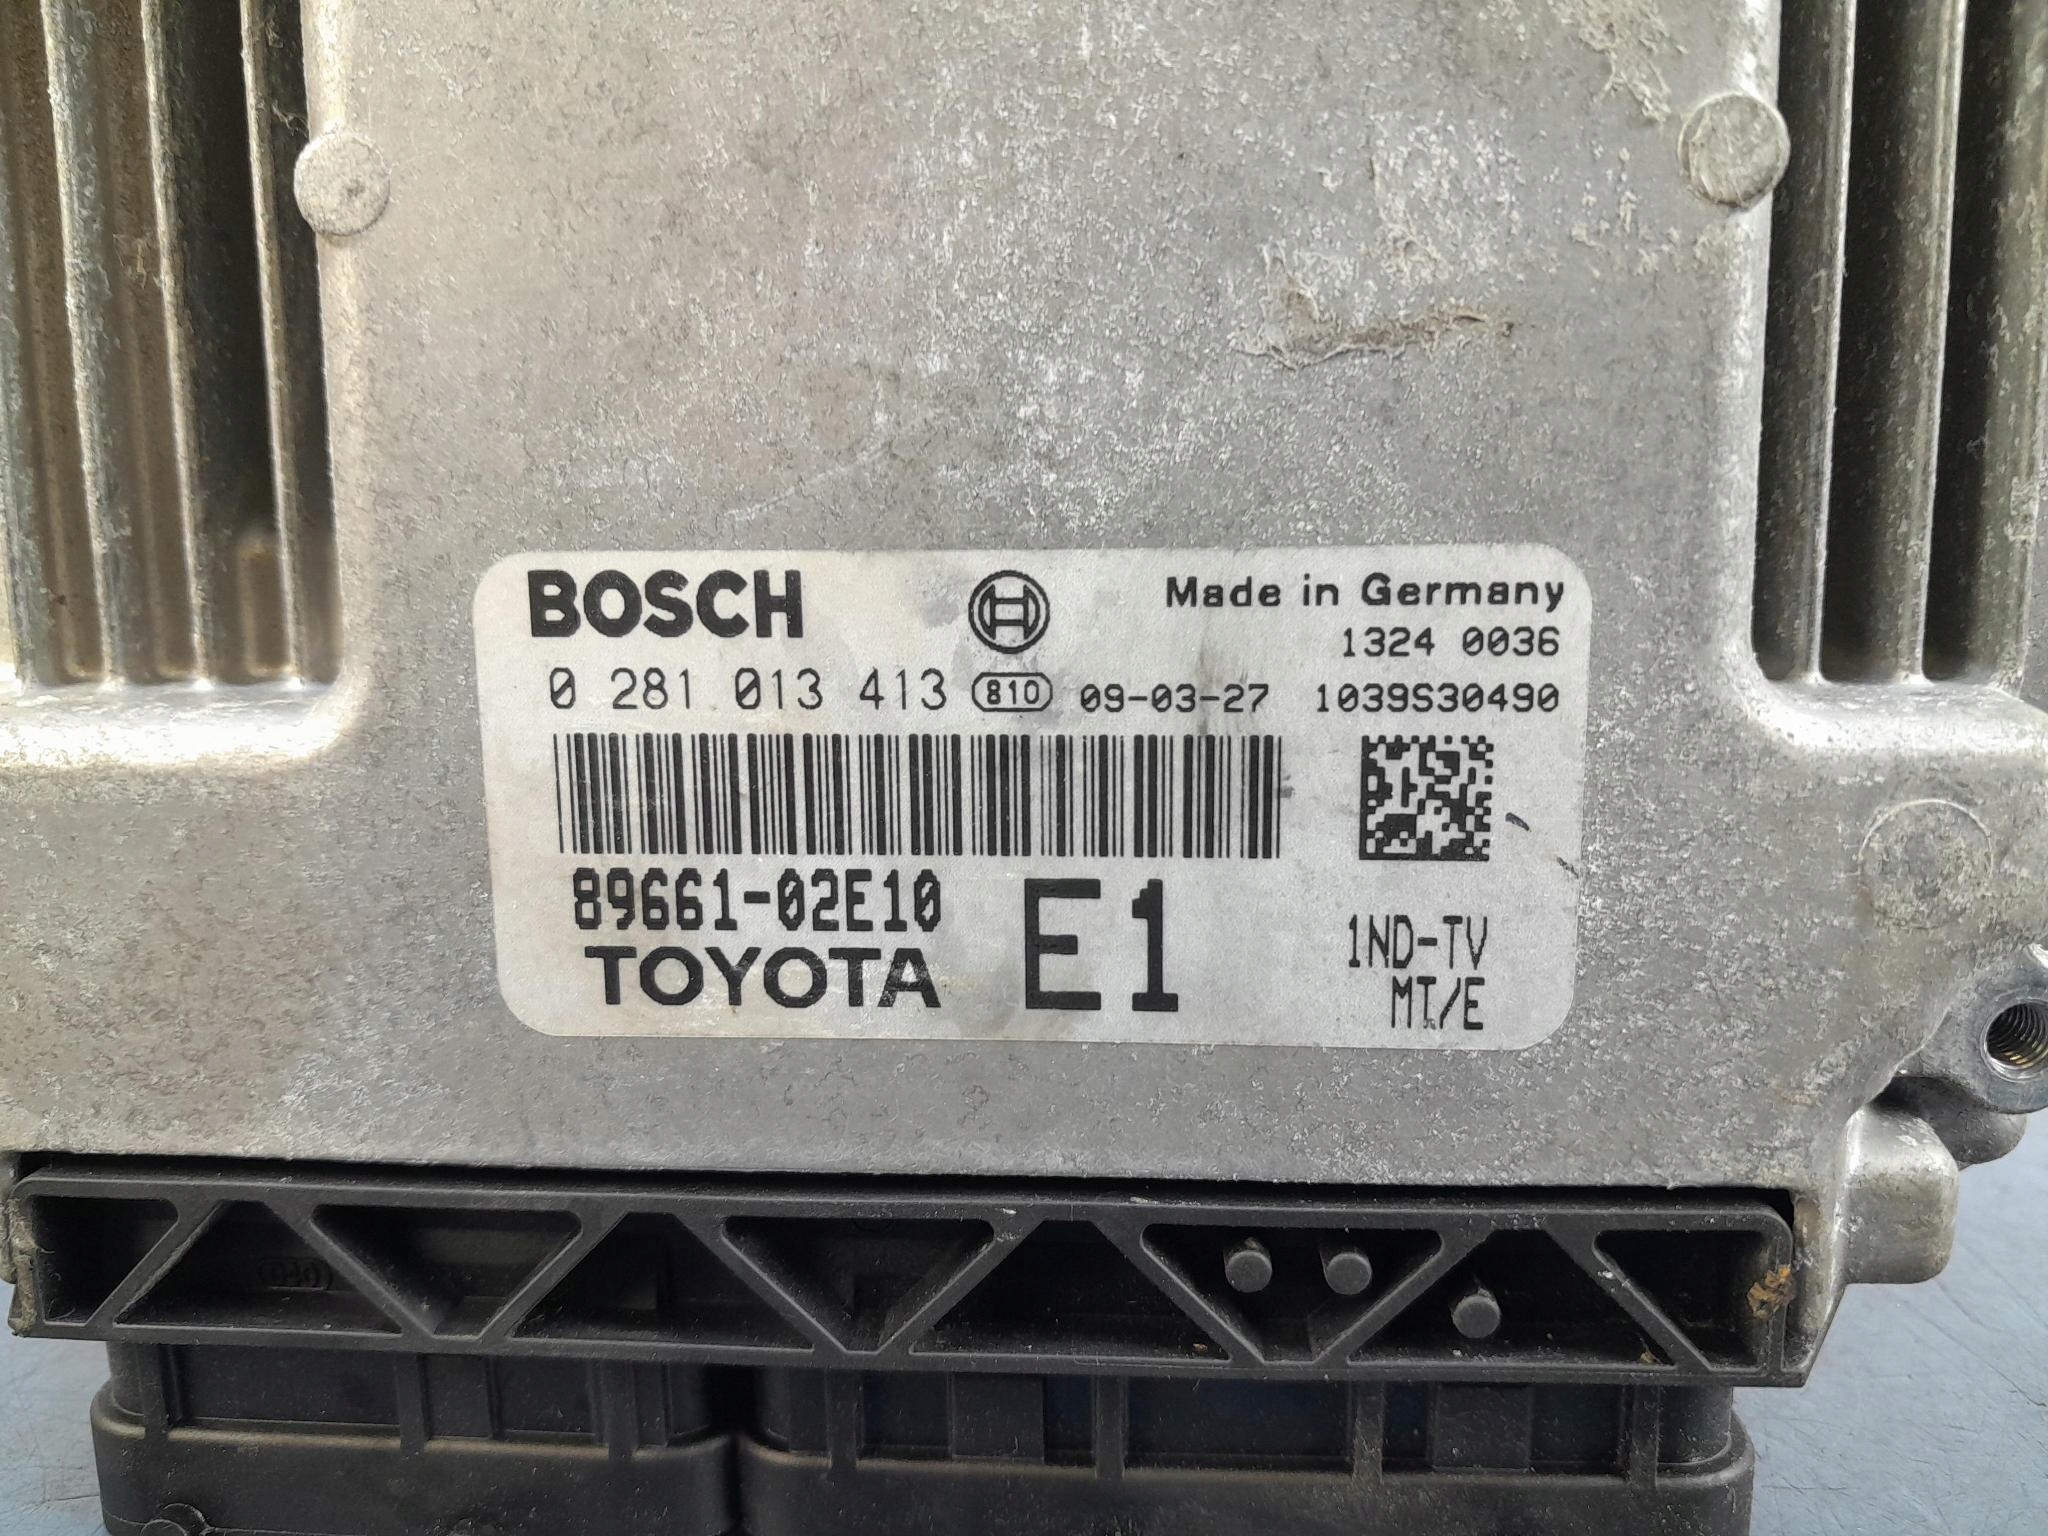 BOSCH
Made in Germany
1324 0036
0 281 013 413 810 09-03-27 1039S30490
89661-02E10
TOYOTA
E1
1ND-TV
MT/E